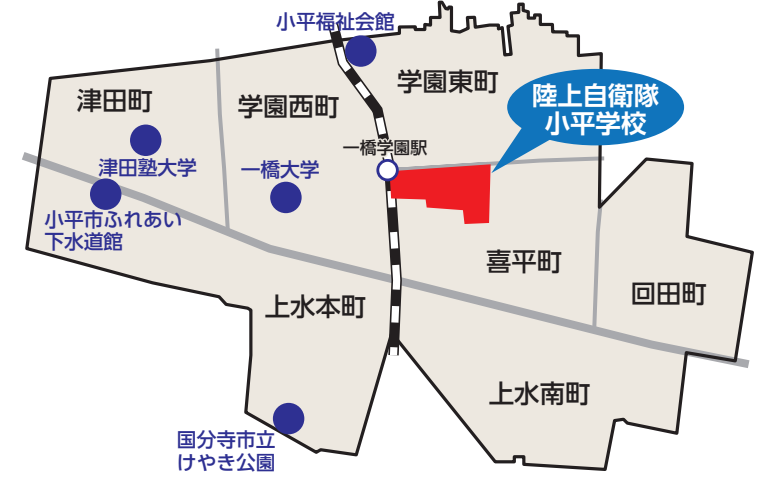 小平福祉会館
学園東町
陸上自衛隊
小平学校
津田町
学園西町
一橋学園駅
津田塾大学
一橋大学
小平市ふれあい
下水道館
喜平町
回田町
上水本町
上水南町
国分寺市立
けやき公園